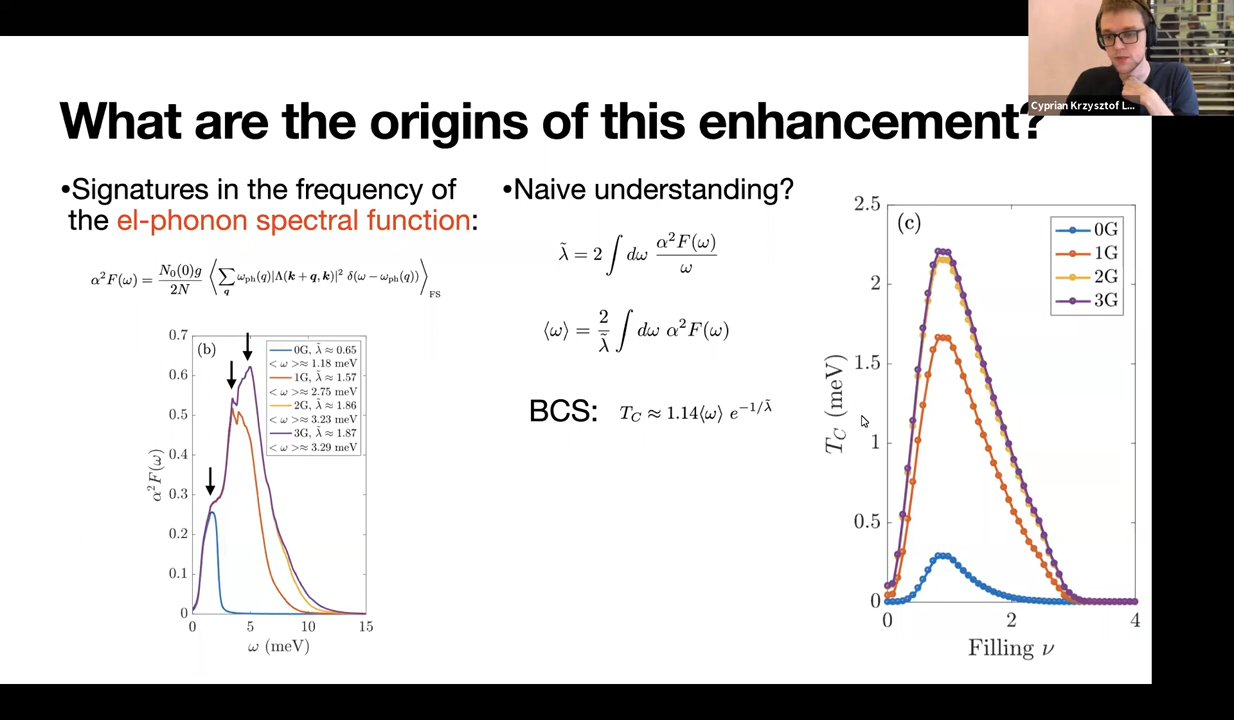 Cyprian Krzysztof L...
What are the origins of this enhancement?
•Signatures in the frequency of
the el-phonon spectral function:
α²F(ω) = N₀(0)g / 2N ⟨ ∑_q ω_ph(q)|Λ(k + q, k)|² δ(ω − ω_ph(q)) ⟩_FS
(b)
0G, λ̃ ≈ 0.65
< ω >≈ 1.18 meV
1G, λ̃ ≈ 1.57
< ω >≈ 2.75 meV
2G, λ̃ ≈ 1.86
< ω >≈ 3.23 meV
3G, λ̃ ≈ 1.87
< ω >≈ 3.29 meV
α²F(ω)
0.7
0.6
0.5
0.4
0.3
0.2
0.1
0
0 5 10 15
ω (meV)
•Naive understanding?
λ̃ = 2 ∫ dω α²F(ω) / ω
⟨ω⟩ = 2 / λ̃ ∫ dω α²F(ω)
BCS: T_C ≈ 1.14⟨ω⟩ e^{−1/λ̃}
(c)
0G
1G
2G
3G
T_C (meV)
2.5
2
1.5
1
0.5
0
0 2 4
Filling ν